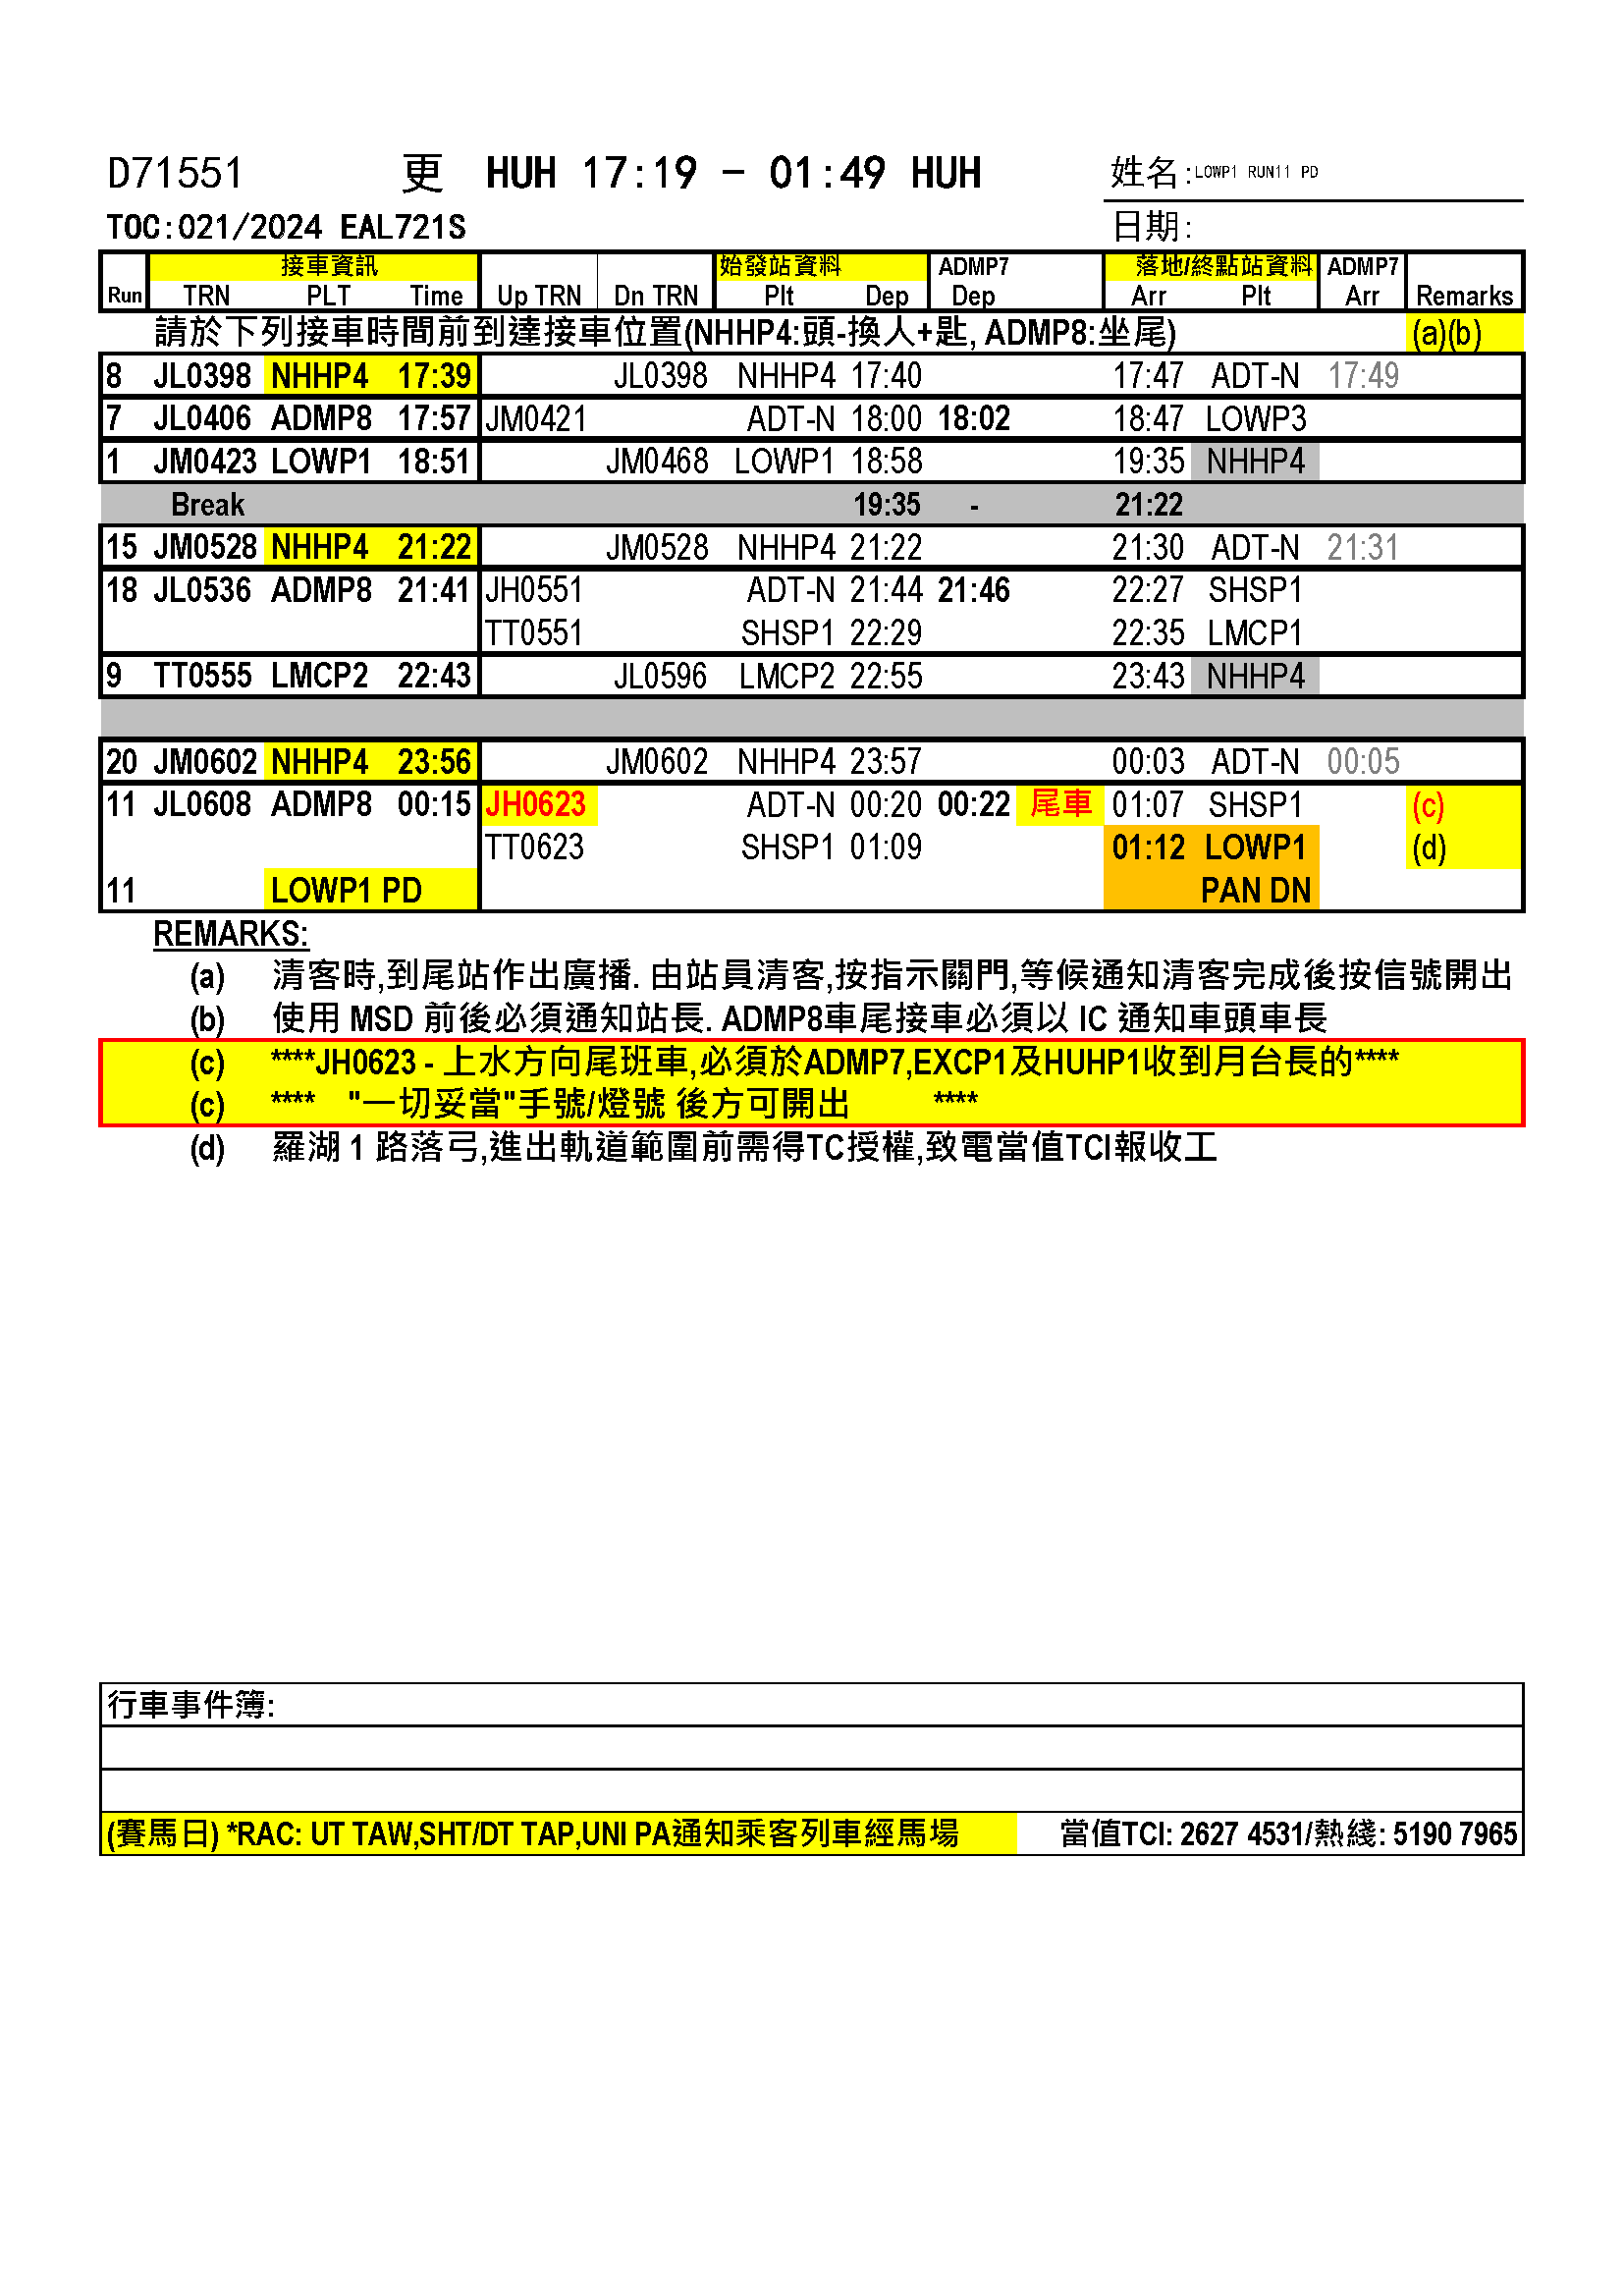 D71551 更 HUH 17:19 - 01:49 HUH 姓名:LOWP1 RUN11 PD
TOC:021/2024 EAL721S 日期:
接車資訊 始發站資料 ADMP7 落地/終點站資料 ADMP7
Run TRN PLT Time Up TRN Dn TRN Plt Dep Dep Arr Plt Arr Remarks
請於下列接車時間前到達接車位置(NHHP4:頭-換人+匙, ADMP8:坐尾) (a)(b)
8 JL0398 NHHP4 17:39 JL0398 NHHP4 17:40 17:47 ADT-N 17:49
7 JL0406 ADMP8 17:57 JM0421 ADT-N 18:00 18:02 18:47 LOWP3
1 JM0423 LOWP1 18:51 JM0468 LOWP1 18:58 19:35 NHHP4
Break 19:35 - 21:22
15 JM0528 NHHP4 21:22 JM0528 NHHP4 21:22 21:30 ADT-N 21:31
18 JL0536 ADMP8 21:41 JH0551 ADT-N 21:44 21:46 22:27 SHSP1
TT0551 SHSP1 22:29 22:35 LMCP1
9 TT0555 LMCP2 22:43 JL0596 LMCP2 22:55 23:43 NHHP4
20 JM0602 NHHP4 23:56 JM0602 NHHP4 23:57 00:03 ADT-N 00:05
11 JL0608 ADMP8 00:15 JH0623 ADT-N 00:20 00:22 尾車 01:07 SHSP1 (c)
TT0623 SHSP1 01:09 01:12 LOWP1 (d)
11 LOWP1 PD PAN DN
REMARKS:
(a) 清客時,到尾站作出廣播. 由站員清客,按指示關門,等候通知清客完成後按信號開出
(b) 使用 MSD 前後必須通知站長. ADMP8車尾接車必須以 IC 通知車頭車長
(c) ****JH0623 - 上水方向尾班車,必須於ADMP7,EXCP1及HUHP1收到月台長的****
(c) **** "一切妥當"手號/燈號 後方可開出 ****
(d) 羅湖 1 路落弓,進出軌道範圍前需得TC授權,致電當值TCI報收工
行車事件簿:
(賽馬日) *RAC: UT TAW,SHT/DT TAP,UNI PA通知乘客列車經馬場 當值TCI: 2627 4531/熱綫: 5190 7965